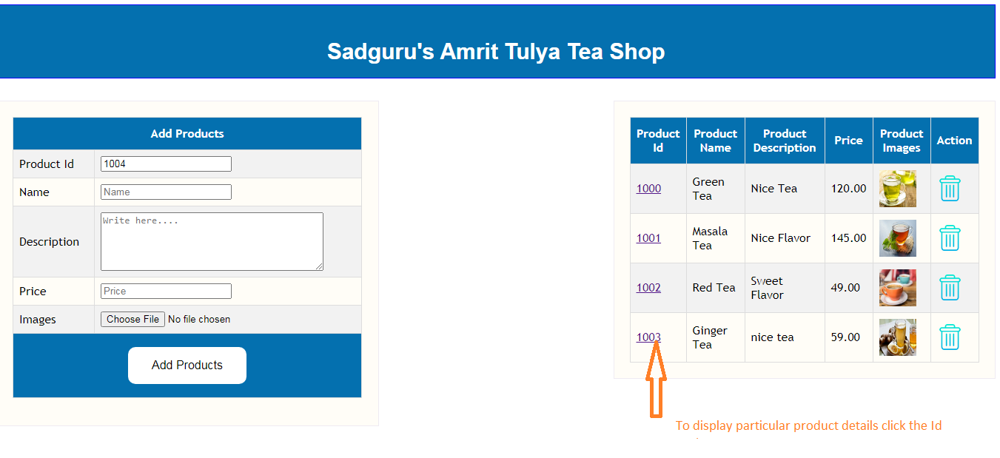 Sadguru's Amrit Tulya Tea Shop
Add Products
Product Id 1004
Name Name
Description Write here....
Price Price
Images Choose File No file chosen
Add Products
Product Id Product Name Product Description Price Product Images Action
1000 Green Tea Nice Tea 120.00
1001 Masala Tea Nice Flavor 145.00
1002 Red Tea Sweet Flavor 49.00
1003 Ginger Tea nice tea 59.00
To display particular product details click the Id